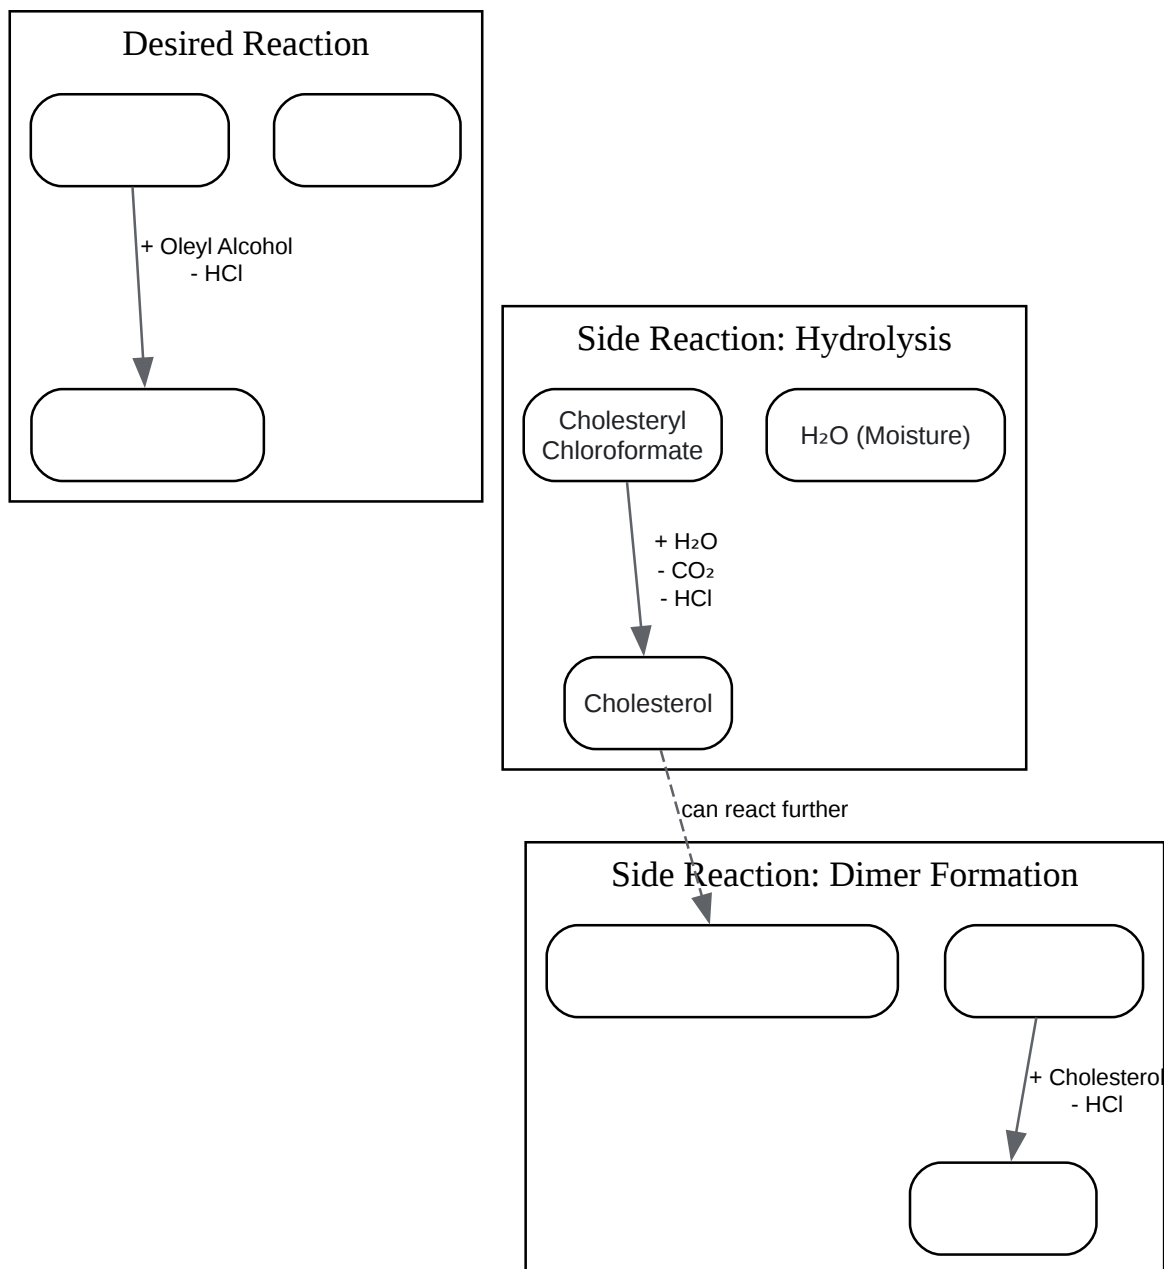 Desired Reaction
+ Oleyl Alcohol
- HCl
Side Reaction: Hydrolysis
Cholesteryl
Chloroformate
H₂O (Moisture)
+ H₂O
- CO₂
- HCl
Cholesterol
can react further
Side Reaction: Dimer Formation
+ Cholesterol
- HCl